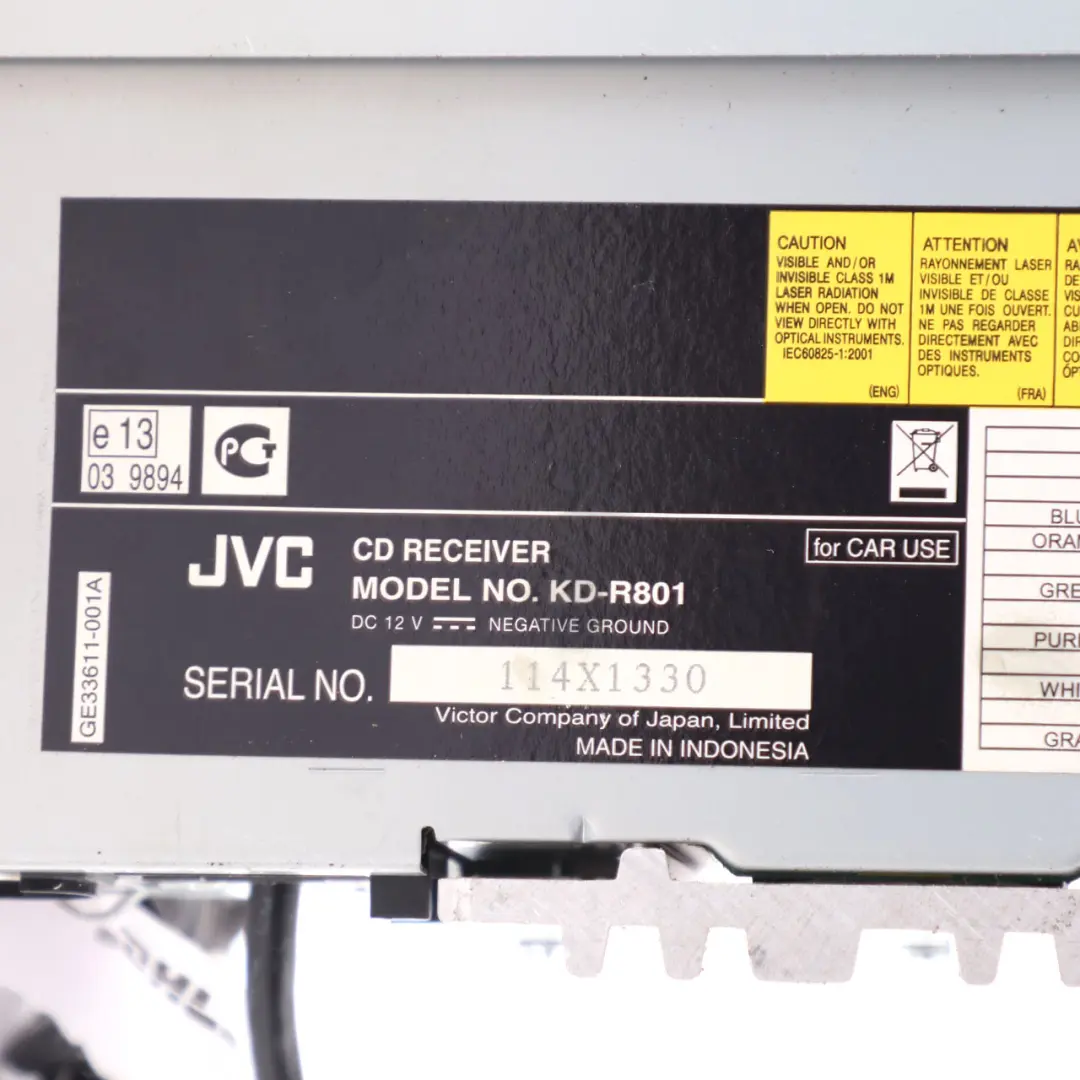 CAUTION
VISIBLE AND/OR
INVISIBLE CLASS 1M
LASER RADIATION
WHEN OPEN. DO NOT
VIEW DIRECTLY WITH
OPTICAL INSTRUMENTS.
IEC60825-1:2001
(ENG)
ATTENTION
RAYONNEMENT LASER
VISIBLE ET/OU
INVISIBLE DE CLASSE
1M UNE FOIS OUVERT.
NE PAS REGARDER
DIRECTEMENT AVEC
DES INSTRUMENTS
OPTIQUES.
(FRA)
e 13
03 9894
РСТ
JVC
CD RECEIVER
MODEL NO. KD-R801
DC 12 V NEGATIVE GROUND
for CAR USE
GE33611-001A
SERIAL NO. 114X1330
Victor Company of Japan, Limited
MADE IN INDONESIA